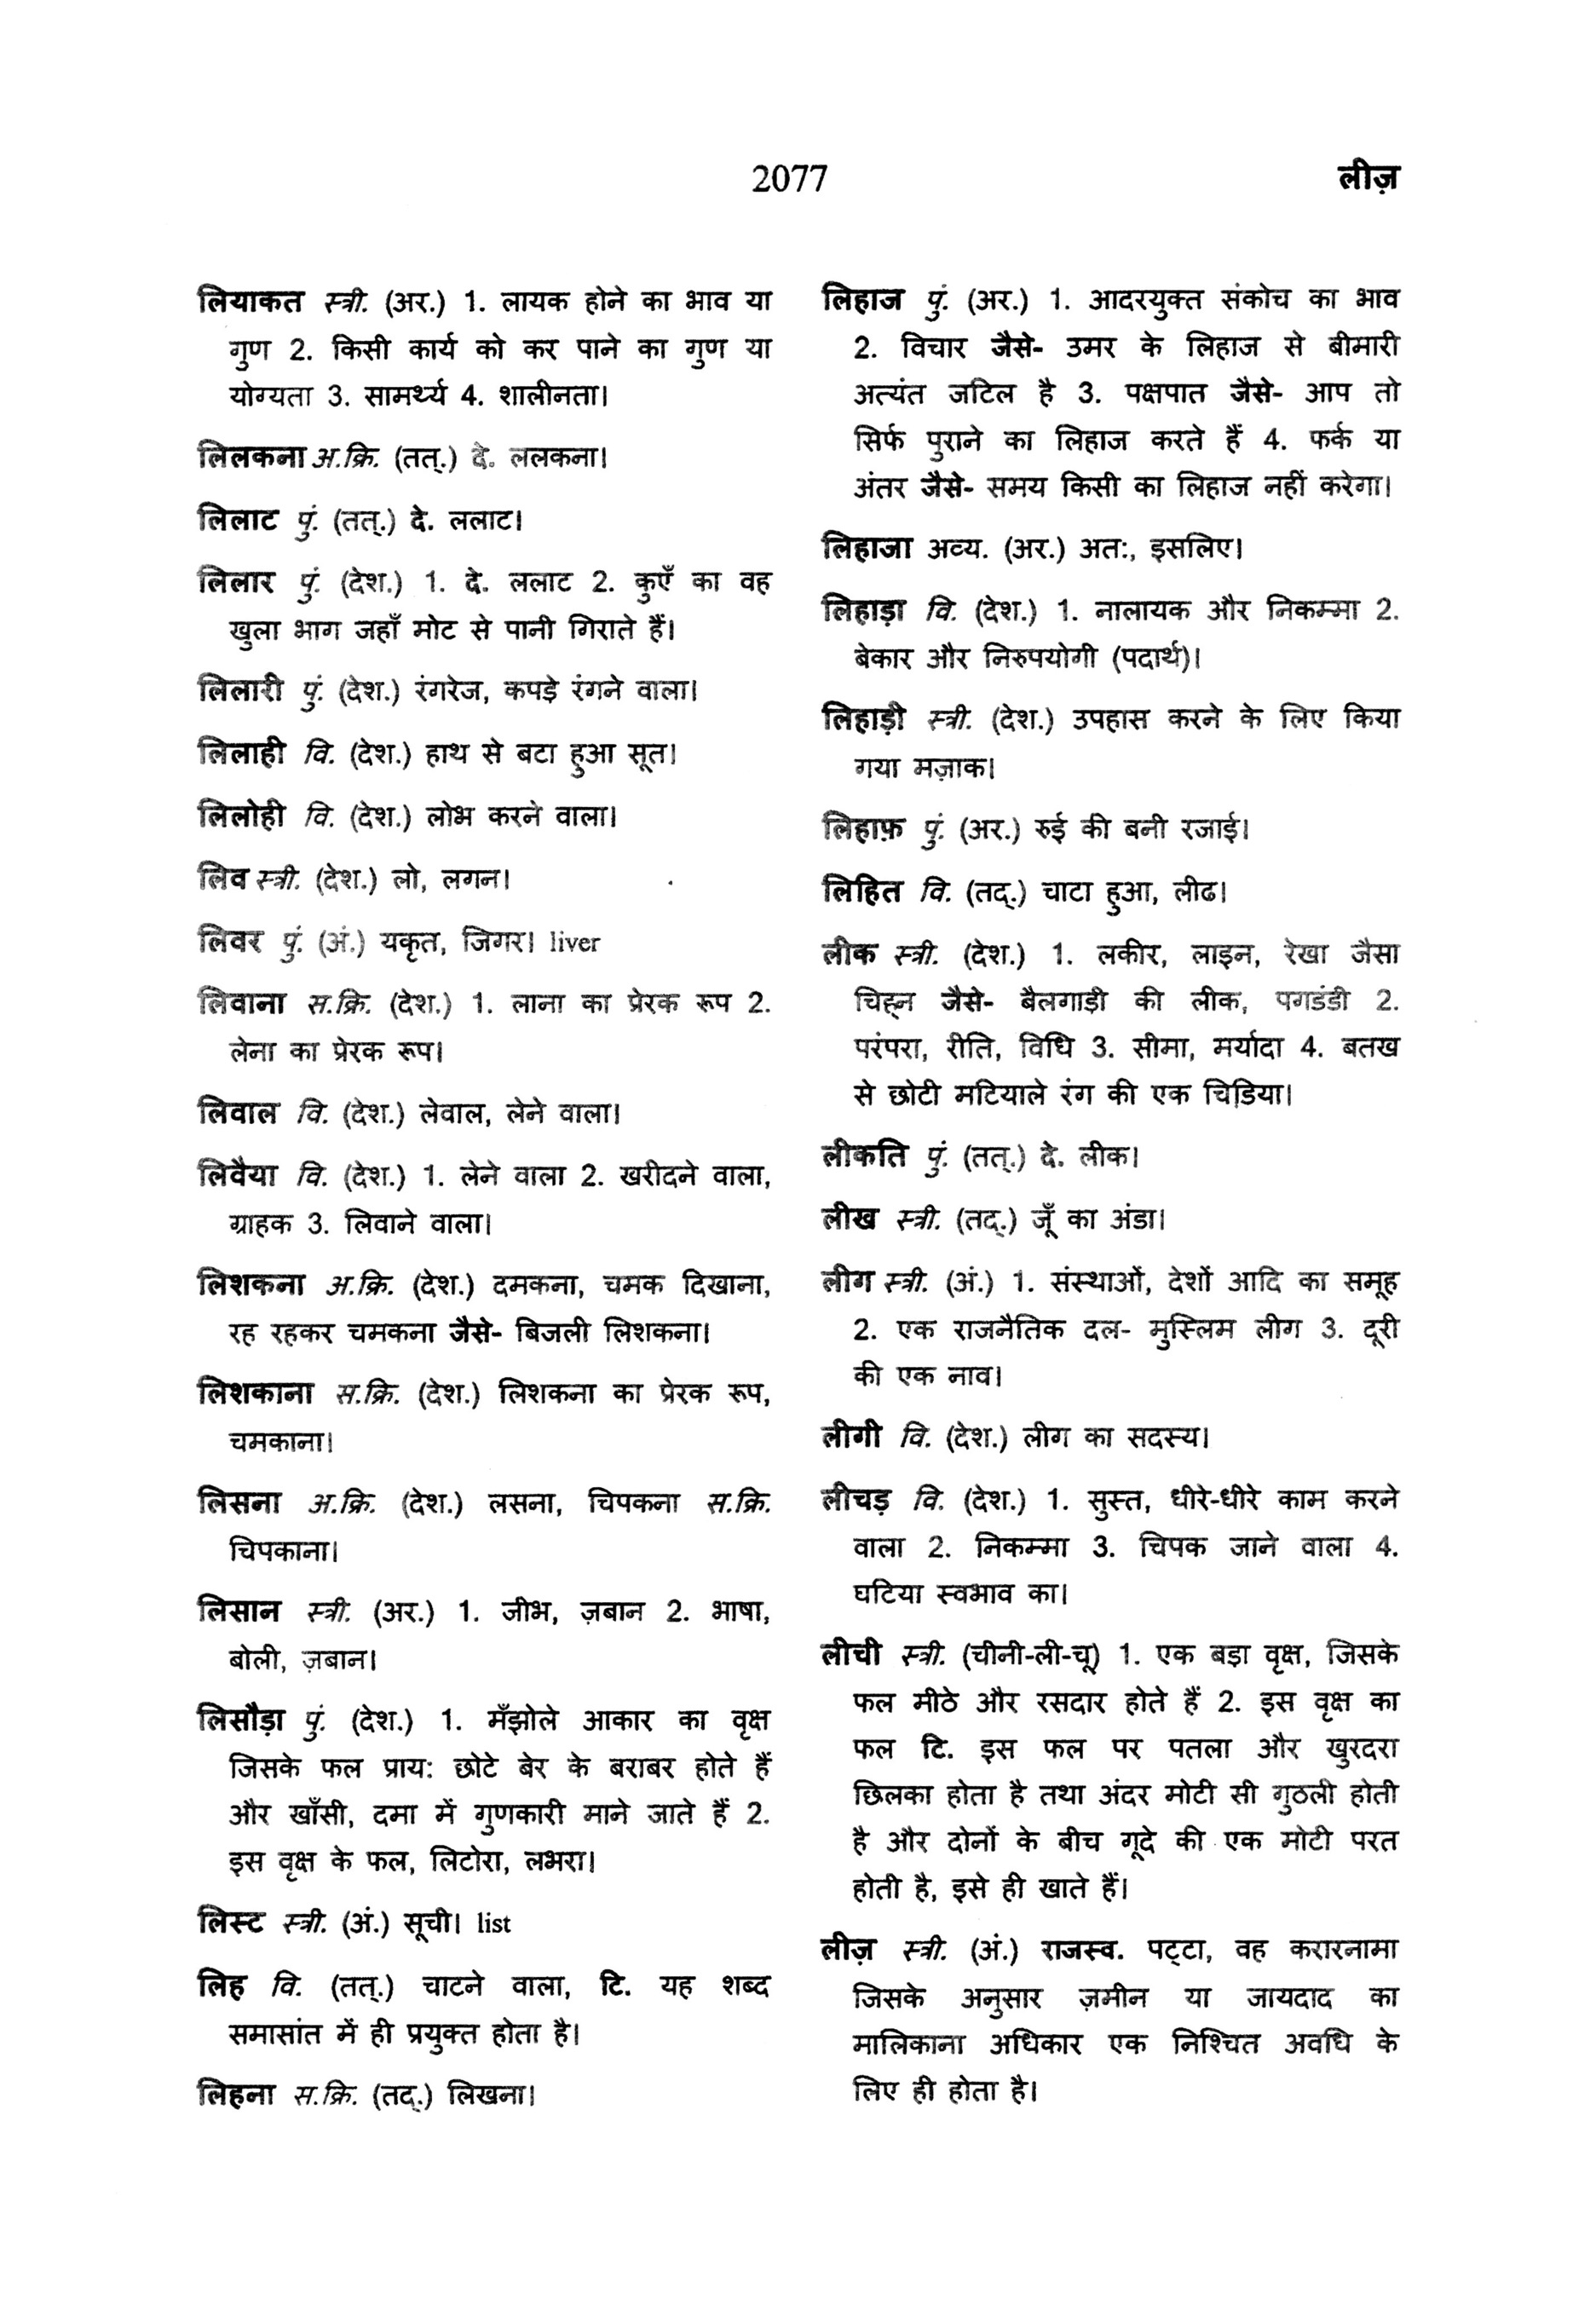 2077
लीज़
लियाकत स्त्री. (अर.) 1. लायक होने का भाव या
गुण 2. किसी कार्य को कर पाने का गुण या
योग्यता 3. सामर्थ्य 4. शालीनता।
लिलकना अ.क्रि. (तत्.) दे. ललकना।
लिलाट पुं. (तत्.) दे. ललाट।
लिलार पुं. (देश.) 1. दे. ललाट 2. कुएँ का वह
खुला भाग जहाँ मोट से पानी गिराते हैं।
लिलारी पुं. (देश.) रंगरेज, कपड़े रंगने वाला।
लिलाही वि. (देश.) हाथ से बटा हुआ सूत।
लिलोही वि. (देश.) लोभ करने वाला।
लिव स्त्री. (देश.) लो, लगन।
लिवर पुं. (अं.) यकृत, जिगर। liver
लिवाना स.क्रि. (देश.) 1. लाना का प्रेरक रूप 2.
लेना का प्रेरक रूप।
लिवाल वि. (देश.) लेवाल, लेने वाला।
लिवैया वि. (देश.) 1. लेने वाला 2. खरीदने वाला,
ग्राहक 3. लिवाने वाला।
लिशकना अ.क्रि. (देश.) दमकना, चमक दिखाना,
रह रहकर चमकना जैसे- बिजली लिशकना।
लिशकाना स.क्रि. (देश.) लिशकना का प्रेरक रूप,
चमकाना।
लिसना अ.क्रि. (देश.) लसना, चिपकना स.क्रि.
चिपकाना।
लिसान स्त्री. (अर.) 1. जीभ, ज़बान 2. भाषा,
बोली, ज़बान।
लिसौड़ा पुं. (देश.) 1. मँझोले आकार का वृक्ष
जिसके फल प्राय: छोटे बेर के बराबर होते हैं
और खाँसी, दमा में गुणकारी माने जाते हैं 2.
इस वृक्ष के फल, लिटोरा, लभरा।
लिस्ट स्त्री. (अं.) सूची। list
लिह वि. (तत्.) चाटने वाला, टि. यह शब्द
समासांत में ही प्रयुक्त होता है।
लिहना स.क्रि. (तद्.) लिखना।
लिहाज पुं. (अर.) 1. आदरयुक्त संकोच का भाव
2. विचार जैसे- उमर के लिहाज से बीमारी
अत्यंत जटिल है 3. पक्षपात जैसे- आप तो
सिर्फ पुराने का लिहाज करते हैं 4. फर्क या
अंतर जैसे- समय किसी का लिहाज नहीं करेगा।
लिहाजा अव्य. (अर.) अत:, इसलिए।
लिहाड़ा वि. (देश.) 1. नालायक और निकम्मा 2.
बेकार और निरुपयोगी (पदार्थ)।
लिहाड़ी स्त्री. (देश.) उपहास करने के लिए किया
गया मज़ाक।
लिहाफ़ पुं. (अर.) रुई की बनी रजाई।
लिहित वि. (तद्.) चाटा हुआ, लीढ।
लीक स्त्री. (देश.) 1. लकीर, लाइन, रेखा जैसा
चिह्न जैसे- बैलगाड़ी की लीक, पगडंडी 2.
परंपरा, रीति, विधि 3. सीमा, मर्यादा 4. बतख
से छोटी मटियाले रंग की एक चिडि़या।
लीकति पुं. (तत्.) दे. लीक।
लीख स्त्री. (तद्.) जूँ का अंडा।
लीग स्त्री. (अं.) 1. संस्थाओं, देशों आदि का समूह
2. एक राजनैतिक दल- मुस्लिम लीग 3. दूरी
की एक नाव।
लीगी वि. (देश.) लीग का सदस्य।
लीचड़ वि. (देश.) 1. सुस्त, धीरे-धीरे काम करने
वाला 2. निकम्मा 3. चिपक जाने वाला 4.
घटिया स्वभाव का।
लीची स्त्री. (चीनी-ली-चू) 1. एक बड़ा वृक्ष, जिसके
फल मीठे और रसदार होते हैं 2. इस वृक्ष का
फल टि. इस फल पर पतला और खुरदरा
छिलका होता है तथा अंदर मोटी सी गुठली होती
है और दोनों के बीच गूदे की एक मोटी परत
होती है, इसे ही खाते हैं।
लीज़ स्त्री. (अं.) राजस्व. पट्टा, वह करारनामा
जिसके अनुसार ज़मीन या जायदाद का
मालिकाना अधिकार एक निश्चित अवधि के
लिए ही होता है।